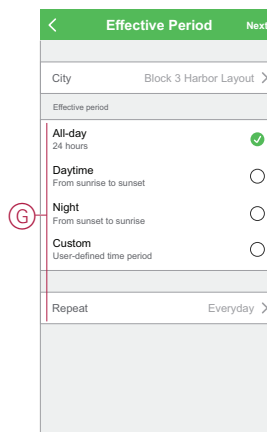 Effective Period Next
City Block 3 Harbor Layout
Effective period
All-day
24 hours
Daytime
From sunrise to sunset
Night
From sunset to sunrise
Custom
User-defined time period
G
Repeat Everyday